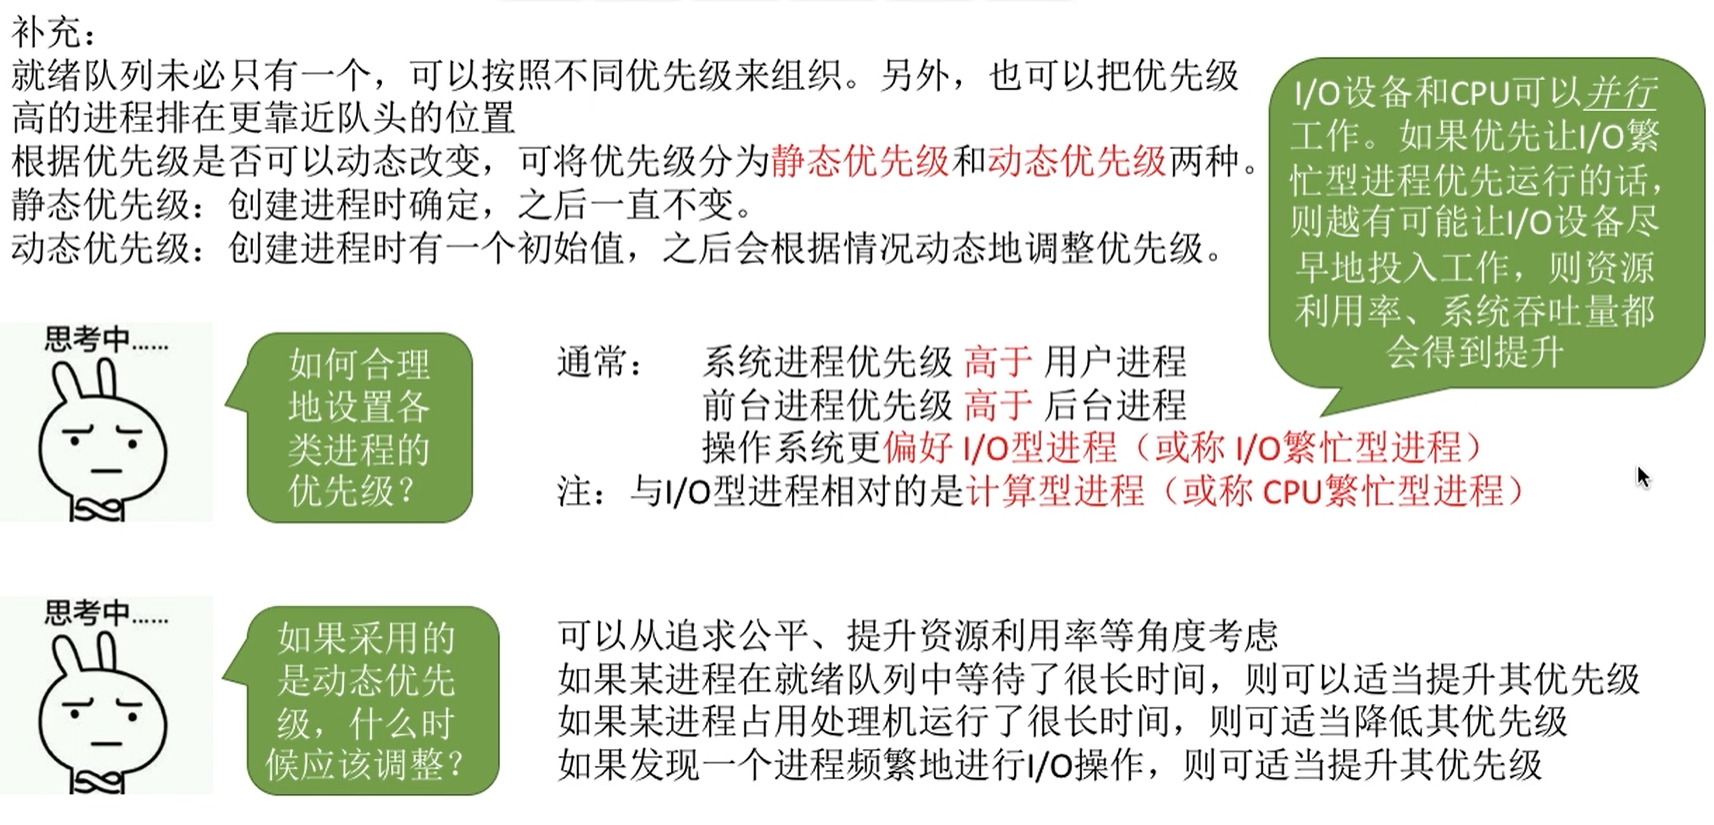 补充：
就绪队列未必只有一个，可以按照不同优先级来组织。另外，也可以把优先级
高的进程排在更靠近队头的位置
根据优先级是否可以动态改变，可将优先级分为静态优先级和动态优先级两种。
静态优先级：创建进程时确定，之后一直不变。
动态优先级：创建进程时有一个初始值，之后会根据情况动态地调整优先级。
I/O设备和CPU可以并行
工作。如果优先让I/O繁
忙型进程优先运行的话，
则越有可能让I/O设备尽
早地投入工作，则资源
利用率、系统吞吐量都
会得到提升
思考中......
如何合理
地设置各
类进程的
优先级？
通常： 系统进程优先级 高于 用户进程
前台进程优先级 高于 后台进程
操作系统更偏好 I/O型进程（或称 I/O繁忙型进程）
注：与I/O型进程相对的是计算型进程（或称 CPU繁忙型进程）
思考中......
如果采用的
是动态优先
级，什么时
候应该调整？
可以从追求公平、提升资源利用率等角度考虑
如果某进程在就绪队列中等待了很长时间，则可以适当提升其优先级
如果某进程占用处理机运行了很长时间，则可适当降低其优先级
如果发现一个进程频繁地进行I/O操作，则可适当提升其优先级